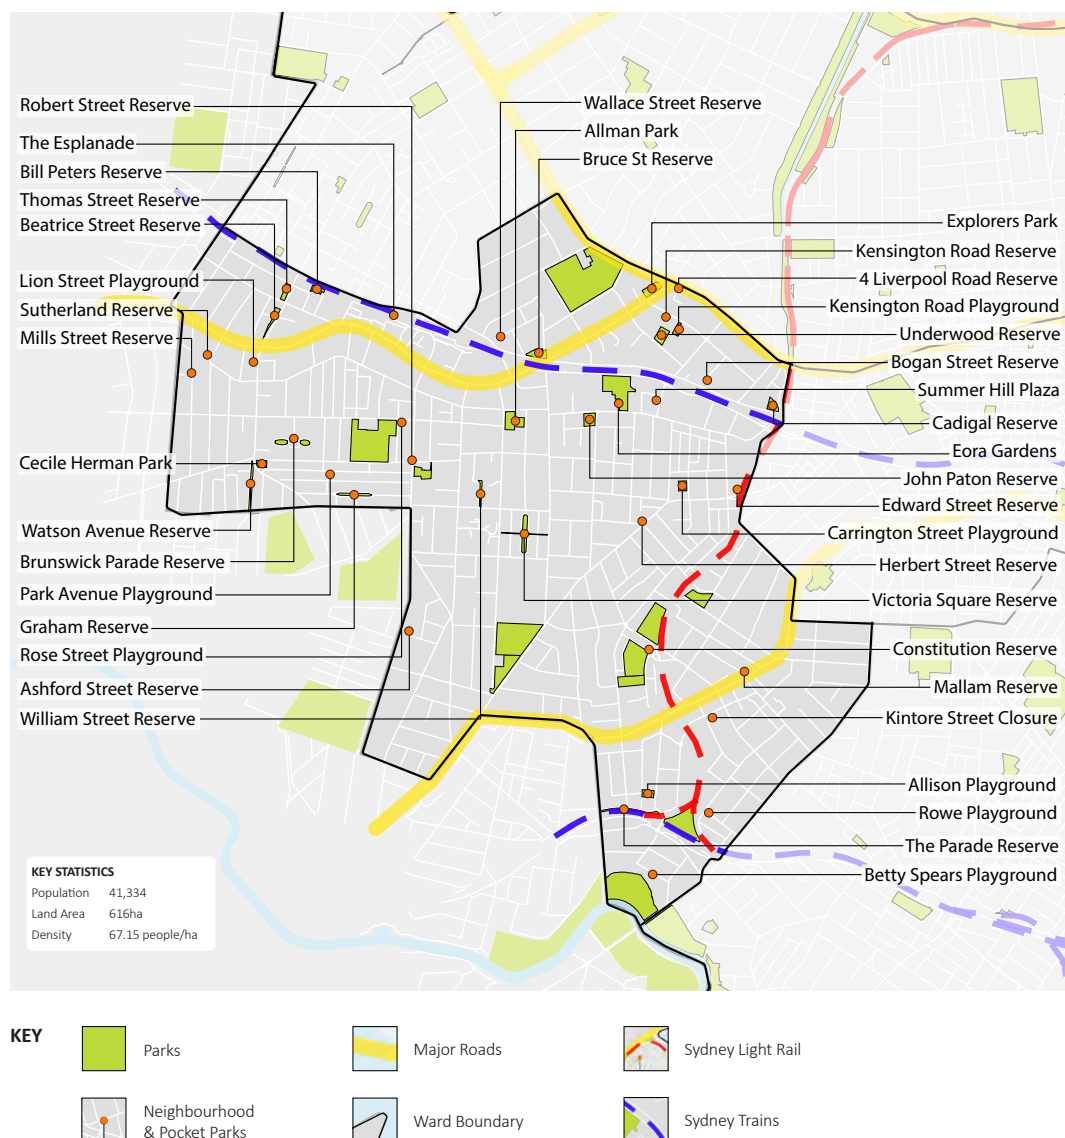 Robert Street Reserve
The Esplanade
Bill Peters Reserve
Thomas Street Reserve
Beatrice Street Reserve
Lion Street Playground
Sutherland Reserve
Mills Street Reserve
Cecile Herman Park
Watson Avenue Reserve
Brunswick Parade Reserve
Park Avenue Playground
Graham Reserve
Rose Street Playground
Ashford Street Reserve
William Street Reserve
Wallace Street Reserve
Allman Park
Bruce St Reserve
Explorers Park
Kensington Road Reserve
4 Liverpool Road Reserve
Kensington Road Playground
Underwood Reserve
Bogan Street Reserve
Summer Hill Plaza
Cadigal Reserve
Eora Gardens
John Paton Reserve
Edward Street Reserve
Carrington Street Playground
Herbert Street Reserve
Victoria Square Reserve
Constitution Reserve
Mallam Reserve
Kintore Street Closure
Allison Playground
Rowe Playground
The Parade Reserve
Betty Spears Playground
KEY STATISTICS
Population 41,334
Land Area 616ha
Density 67.15 people/ha
KEY
Parks
Major Roads
Sydney Light Rail
Neighbourhood
& Pocket Parks
Ward Boundary
Sydney Trains